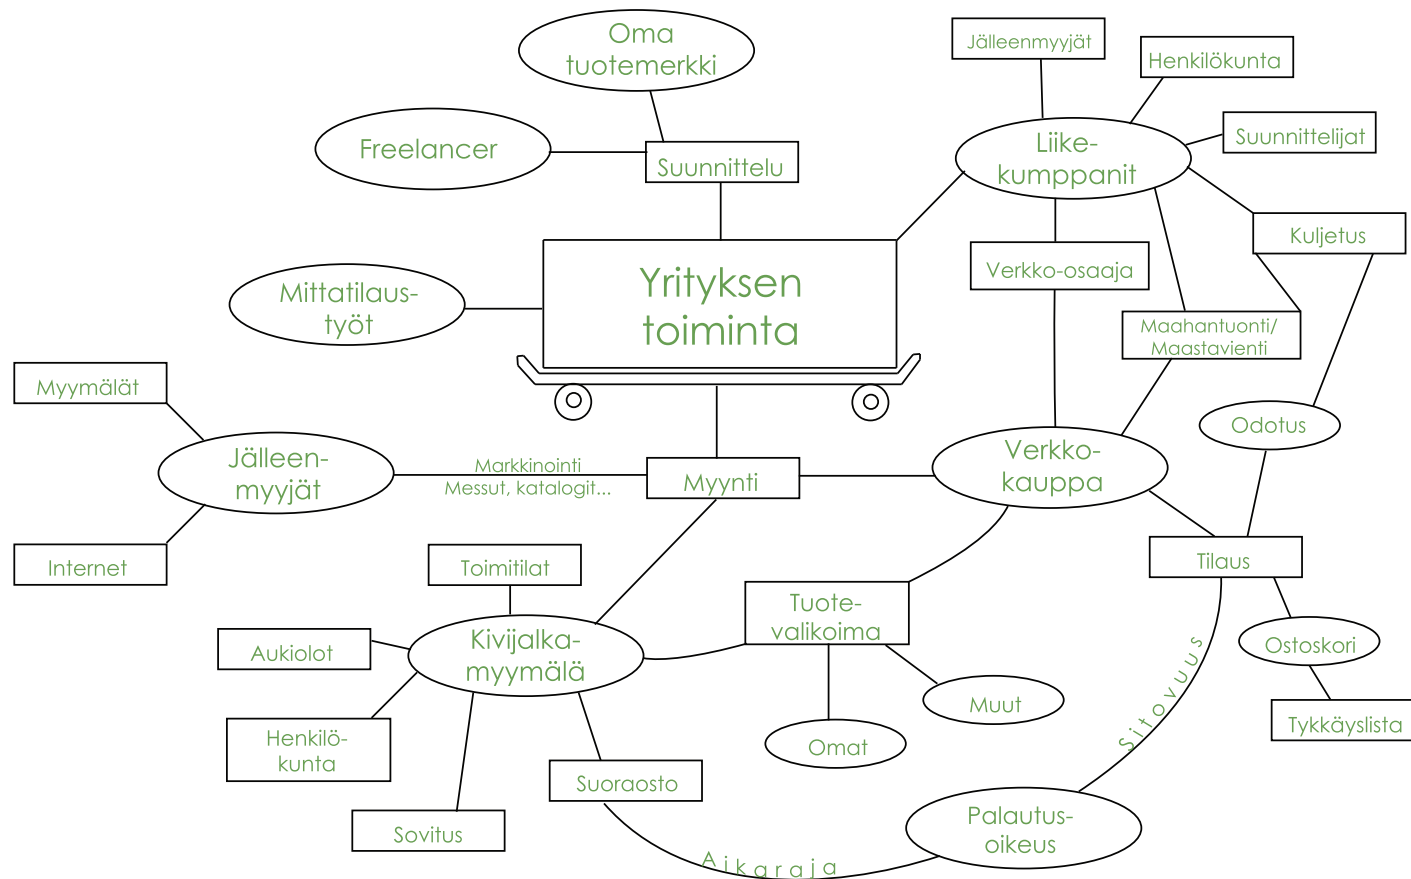 Oma
tuotemerkki
Jälleenmyyjät
Henkilökunta
Freelancer
Suunnittelu
Liike-
kumppanit
Suunnittelijat
Kuljetus
Verkko-osaaja
Mittatilaus-
työt
Yrityksen
toiminta
Maahantuonti/
Maastavienti
Myymälät
Odotus
Jälleen-
myyjät
Markkinointi
Messut, katalogit...
Myynti
Verkko-
kauppa
Internet
Toimitilat
Tilaus
Tuote-
valikoima
Aukiolot
Kivijalka-
myymälä
Ostoskori
Sitovuus
Muut
Tykkäyslista
Henkilö-
kunta
Omat
Suoraosto
Sovitus
Palautus-
oikeus
Aikaraja